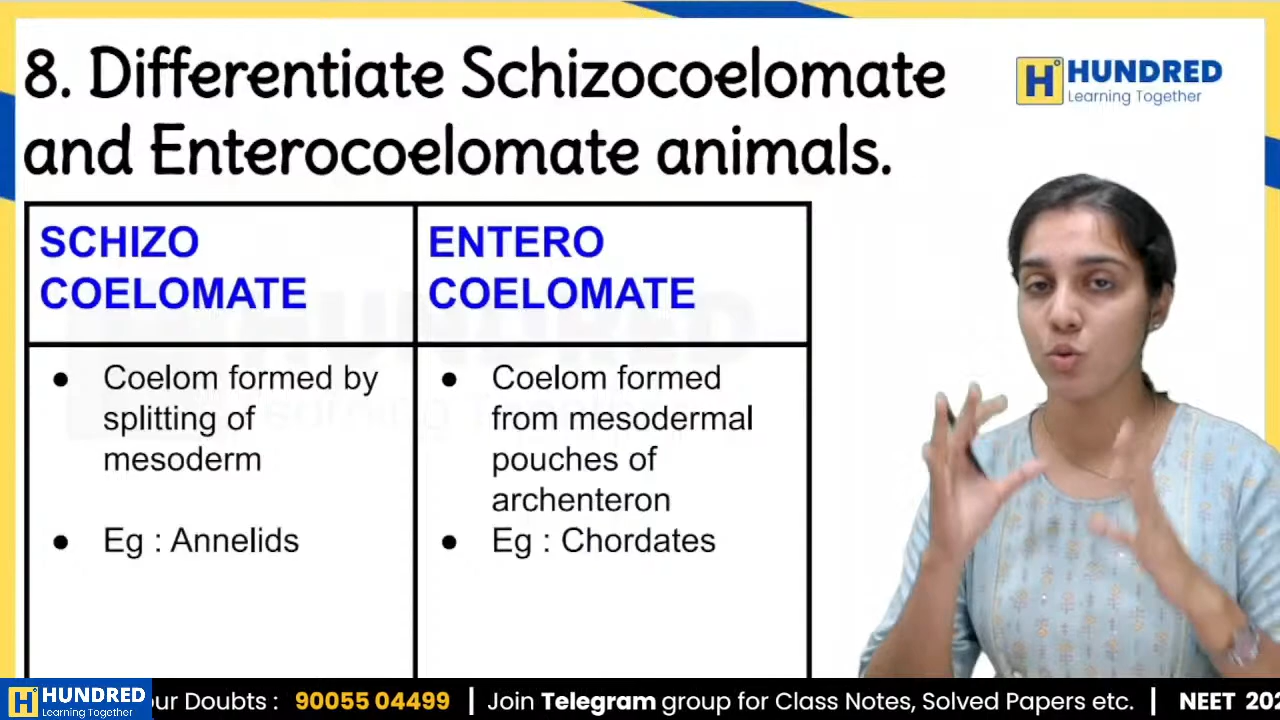 8. Differentiate Schizocoelomate
and Enterocoelomate animals.
H° HUNDRED
Learning Together
SCHIZO
COELOMATE
ENTERO
COELOMATE
● Coelom formed by
splitting of
mesoderm
● Eg : Annelids
● Coelom formed
from mesodermal
pouches of
archenteron
● Eg : Chordates
H° HUNDRED
Learning Together
our Doubts : 90055 04499 | Join Telegram group for Class Notes, Solved Papers etc. | NEET 202